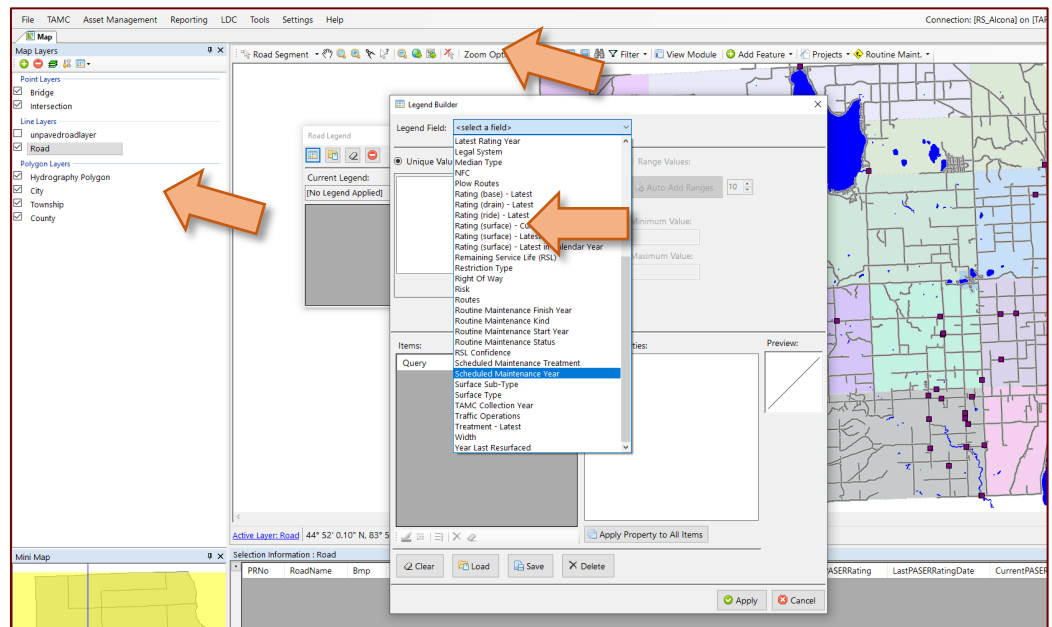 File TAMC Asset Management Reporting LDC Tools Settings Help
Connection: [RS_Alcona] on [TAR
Map
Map Layers
Road Segment
Zoom Opt
Filter
View Module
Add Feature
Projects
Routine Maint.
Point Layers
Bridge
Intersection
Line Layers
unpavedroadlayer
Road
Polygon Layers
Hydrography Polygon
City
Township
County
Road Legend
Current Legend:
[No Legend Applied]
Legend Builder
Legend Field: <select a field>
Latest Rating Year
Legal System
Unique Valu
Median Type
Range Values:
NFC
Plow Routes
Auto Add Ranges
10
Rating (base) - Latest
Rating (drain) - Latest
Rating (ride) - Latest
Minimum Value:
Rating (surface) - Cu
Rating (surface) - Latest
Rating (surface) - Latest in Calendar Year
Remaining Service Life (RSL)
Maximum Value:
Restriction Type
Right Of Way
Risk
Routes
Routine Maintenance Finish Year
Routine Maintenance Kind
Routine Maintenance Start Year
Routine Maintenance Status
RSL Confidence
Scheduled Maintenance Treatment
Scheduled Maintenance Year
Surface Sub-Type
Surface Type
TAMC Collection Year
Traffic Operations
Treatment - Latest
Width
Year Last Resurfaced
Items:
Query
ties:
Preview:
Apply Property to All Items
Clear
Load
Save
Delete
Apply
Cancel
Active Layer: Road 44° 52' 0.10" N, 83° 5
Mini Map
Selection Information : Road
PRNo RoadName Bmp
ASERRating LastPASERRatingDate CurrentPASER